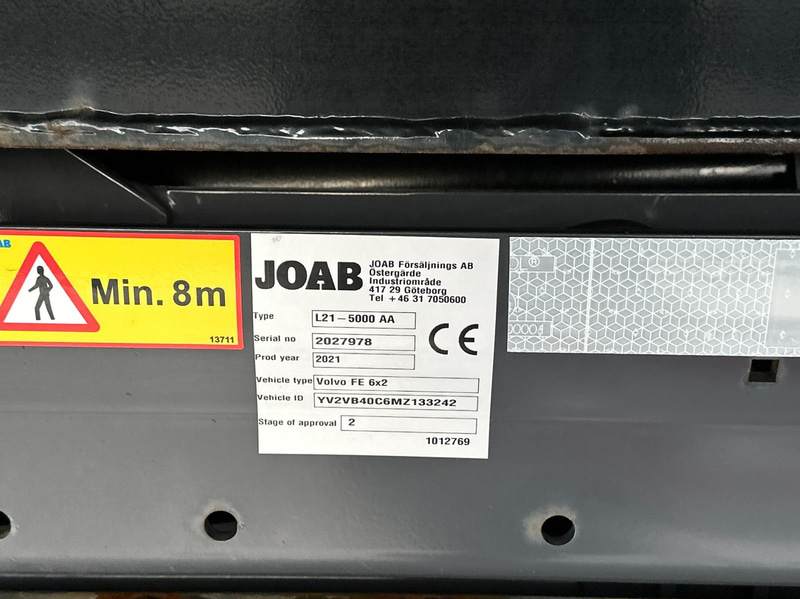 AB
Min. 8m
13711
JOAB
JOAB Försäljnings AB
Östergärde
Industriområde
417 29 Göteborg
Tel +46 31 7050600
Type L21-5000 AA
Serial no 2027978
Prod year 2021
CE
Vehicle type Volvo FE 6x2
Vehicle ID YV2VB40C6MZ133242
Stage of approval 2
1012769